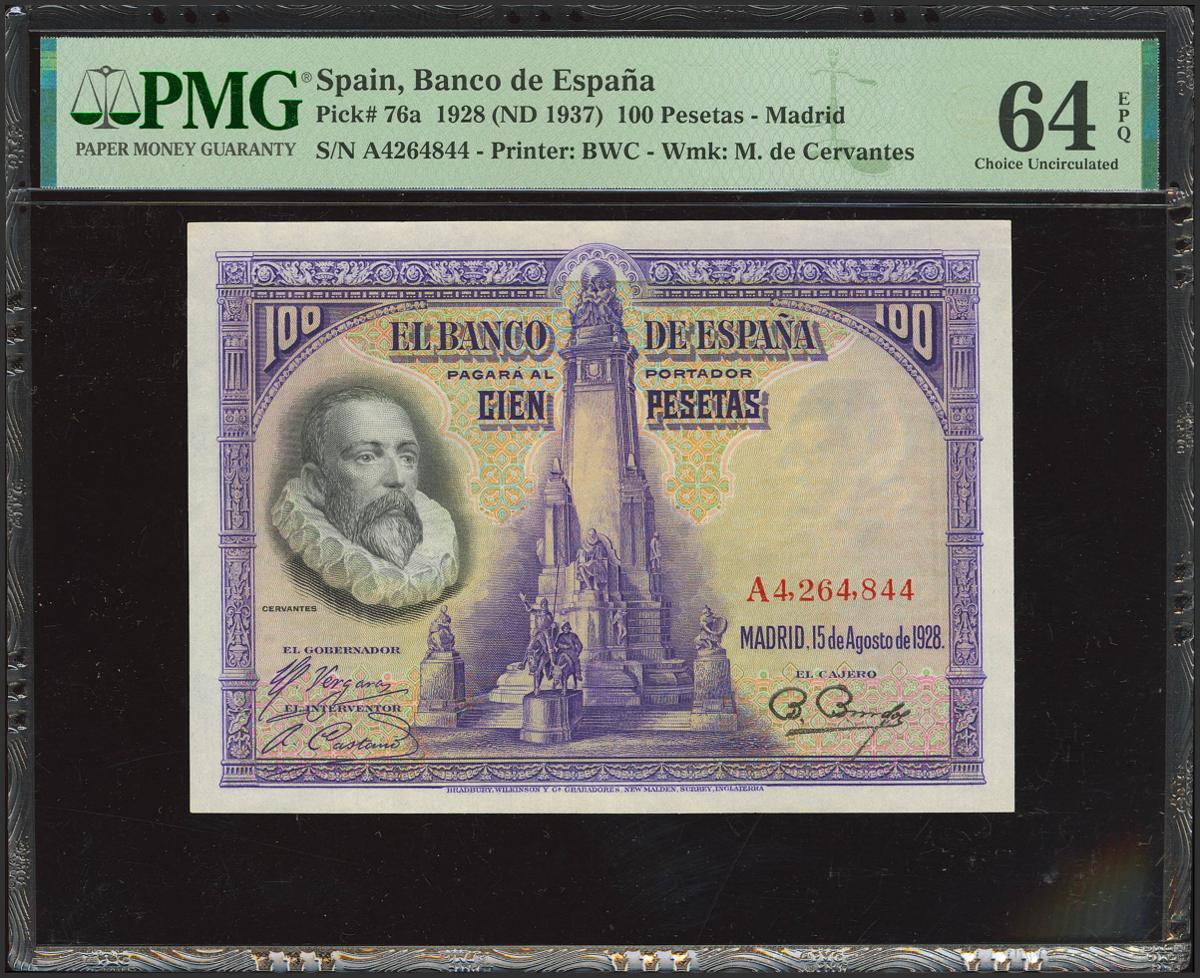 PMG®
PAPER MONEY GUARANTY
Spain, Banco de España
Pick# 76a 1928 (ND 1937) 100 Pesetas - Madrid
S/N A4264844 - Printer: BWC - Wmk: M. de Cervantes
64 EPQ
Choice Uncirculated
100 100
EL BANCO DE ESPAÑA
PAGARÁ AL PORTADOR
CIEN PESETAS
A4,264,844
CERVANTES
MADRID, 15 de Agosto de 1928.
EL GOBERNADOR
EL CAJERO
EL INTERVENTOR
BRADBURY, WILKINSON Y Cª GRABADORES, NEW MALDEN, SURREY, INGLATERRA